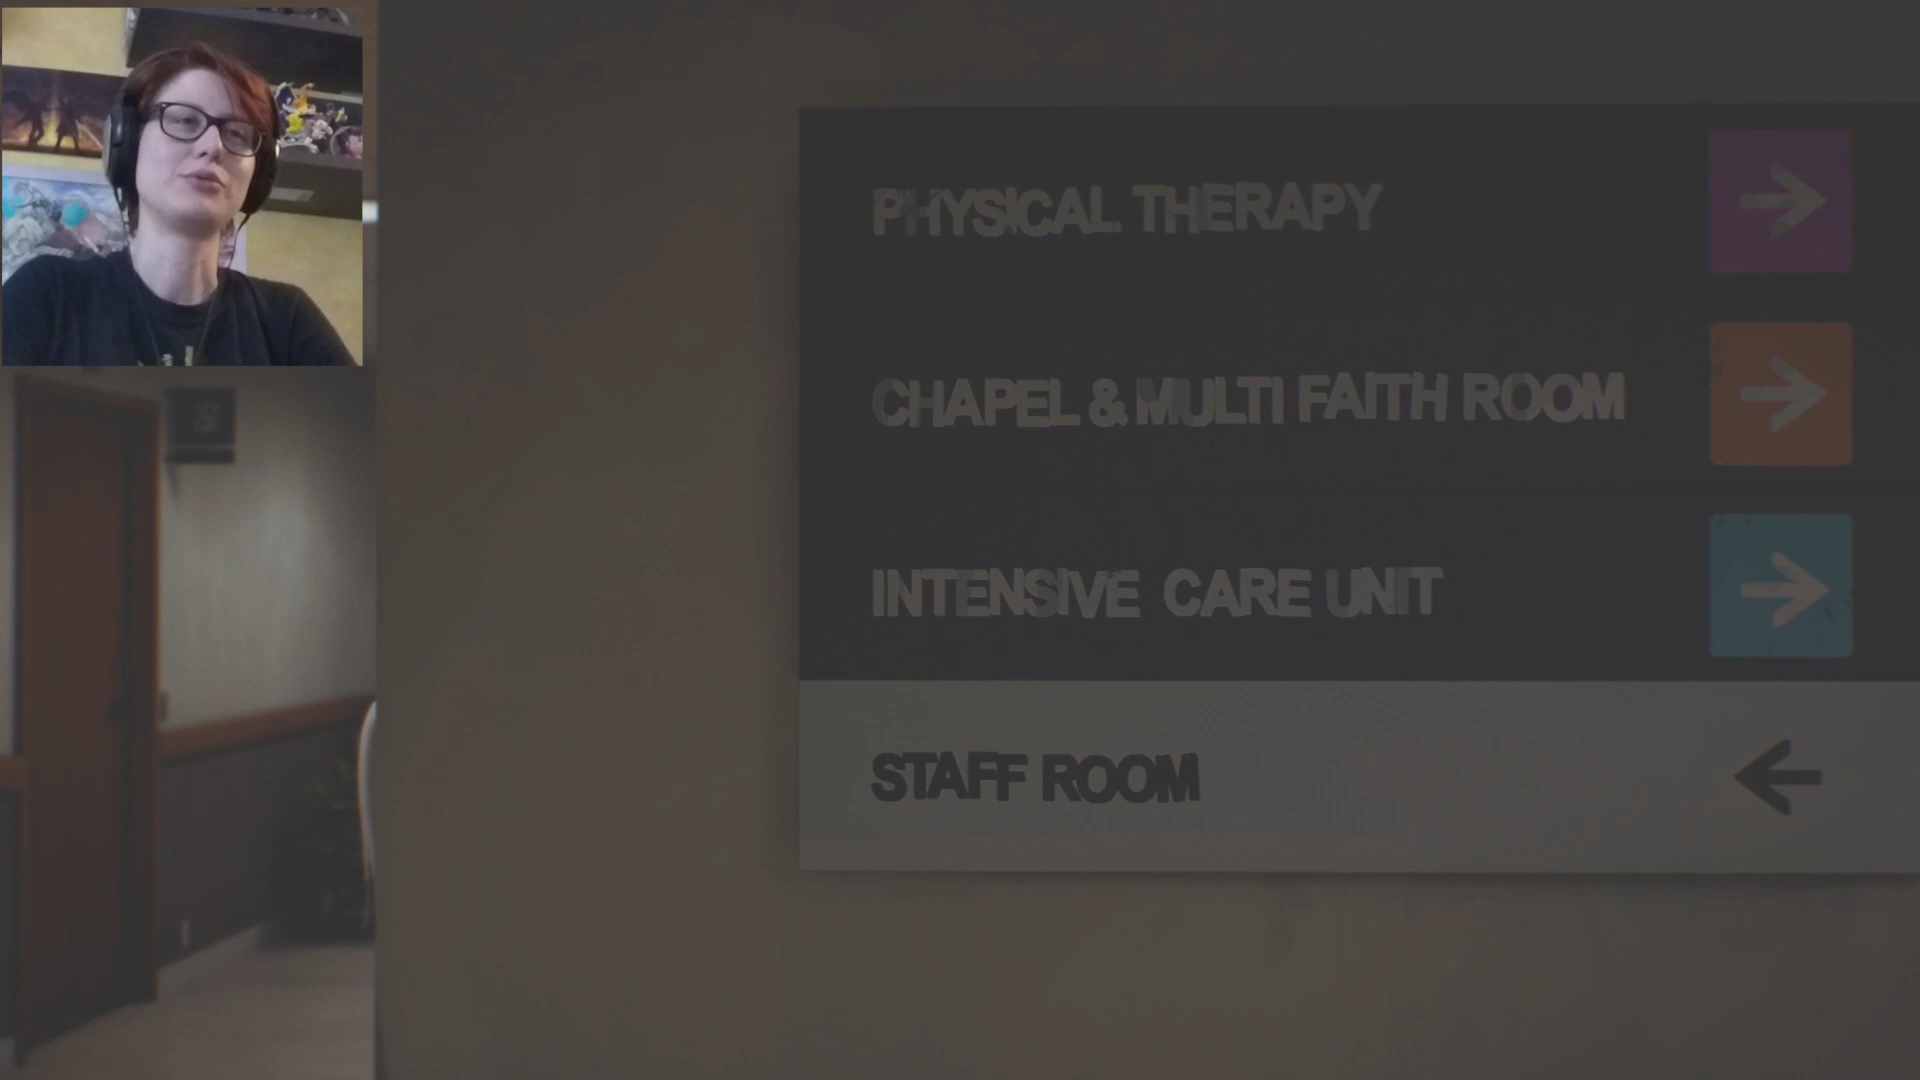 PHYSICAL THERAPY
CHAPEL & MULTI FAITH ROOM
INTENSIVE CARE UNIT
STAFF ROOM